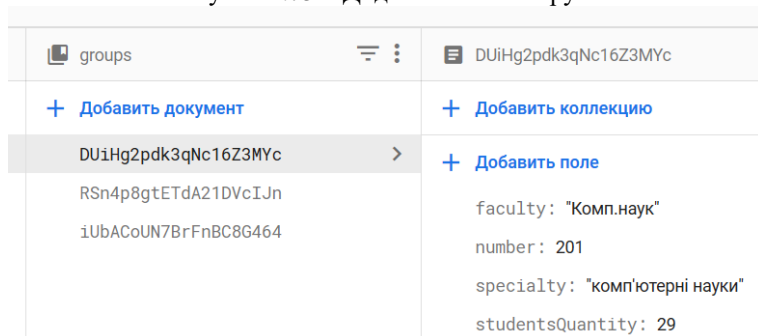 groups
Добавить документ
DUiHg2pdk3qNc16Z3MYc
RSn4p8gtETdA21DVcIJn
iUbACoUN7BrFnBC8G464
DUiHg2pdk3qNc16Z3MYc
Добавить коллекцию
Добавить поле
faculty: "Комп.наук"
number: 201
specialty: "комп'ютерні науки"
studentsQuantity: 29